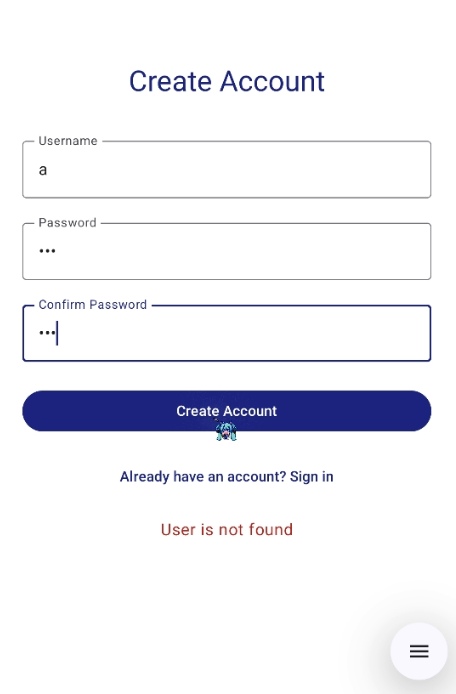 Create Account
Username
a
Password
•••
Confirm Password
•••
Create Account
Already have an account? Sign in
User is not found